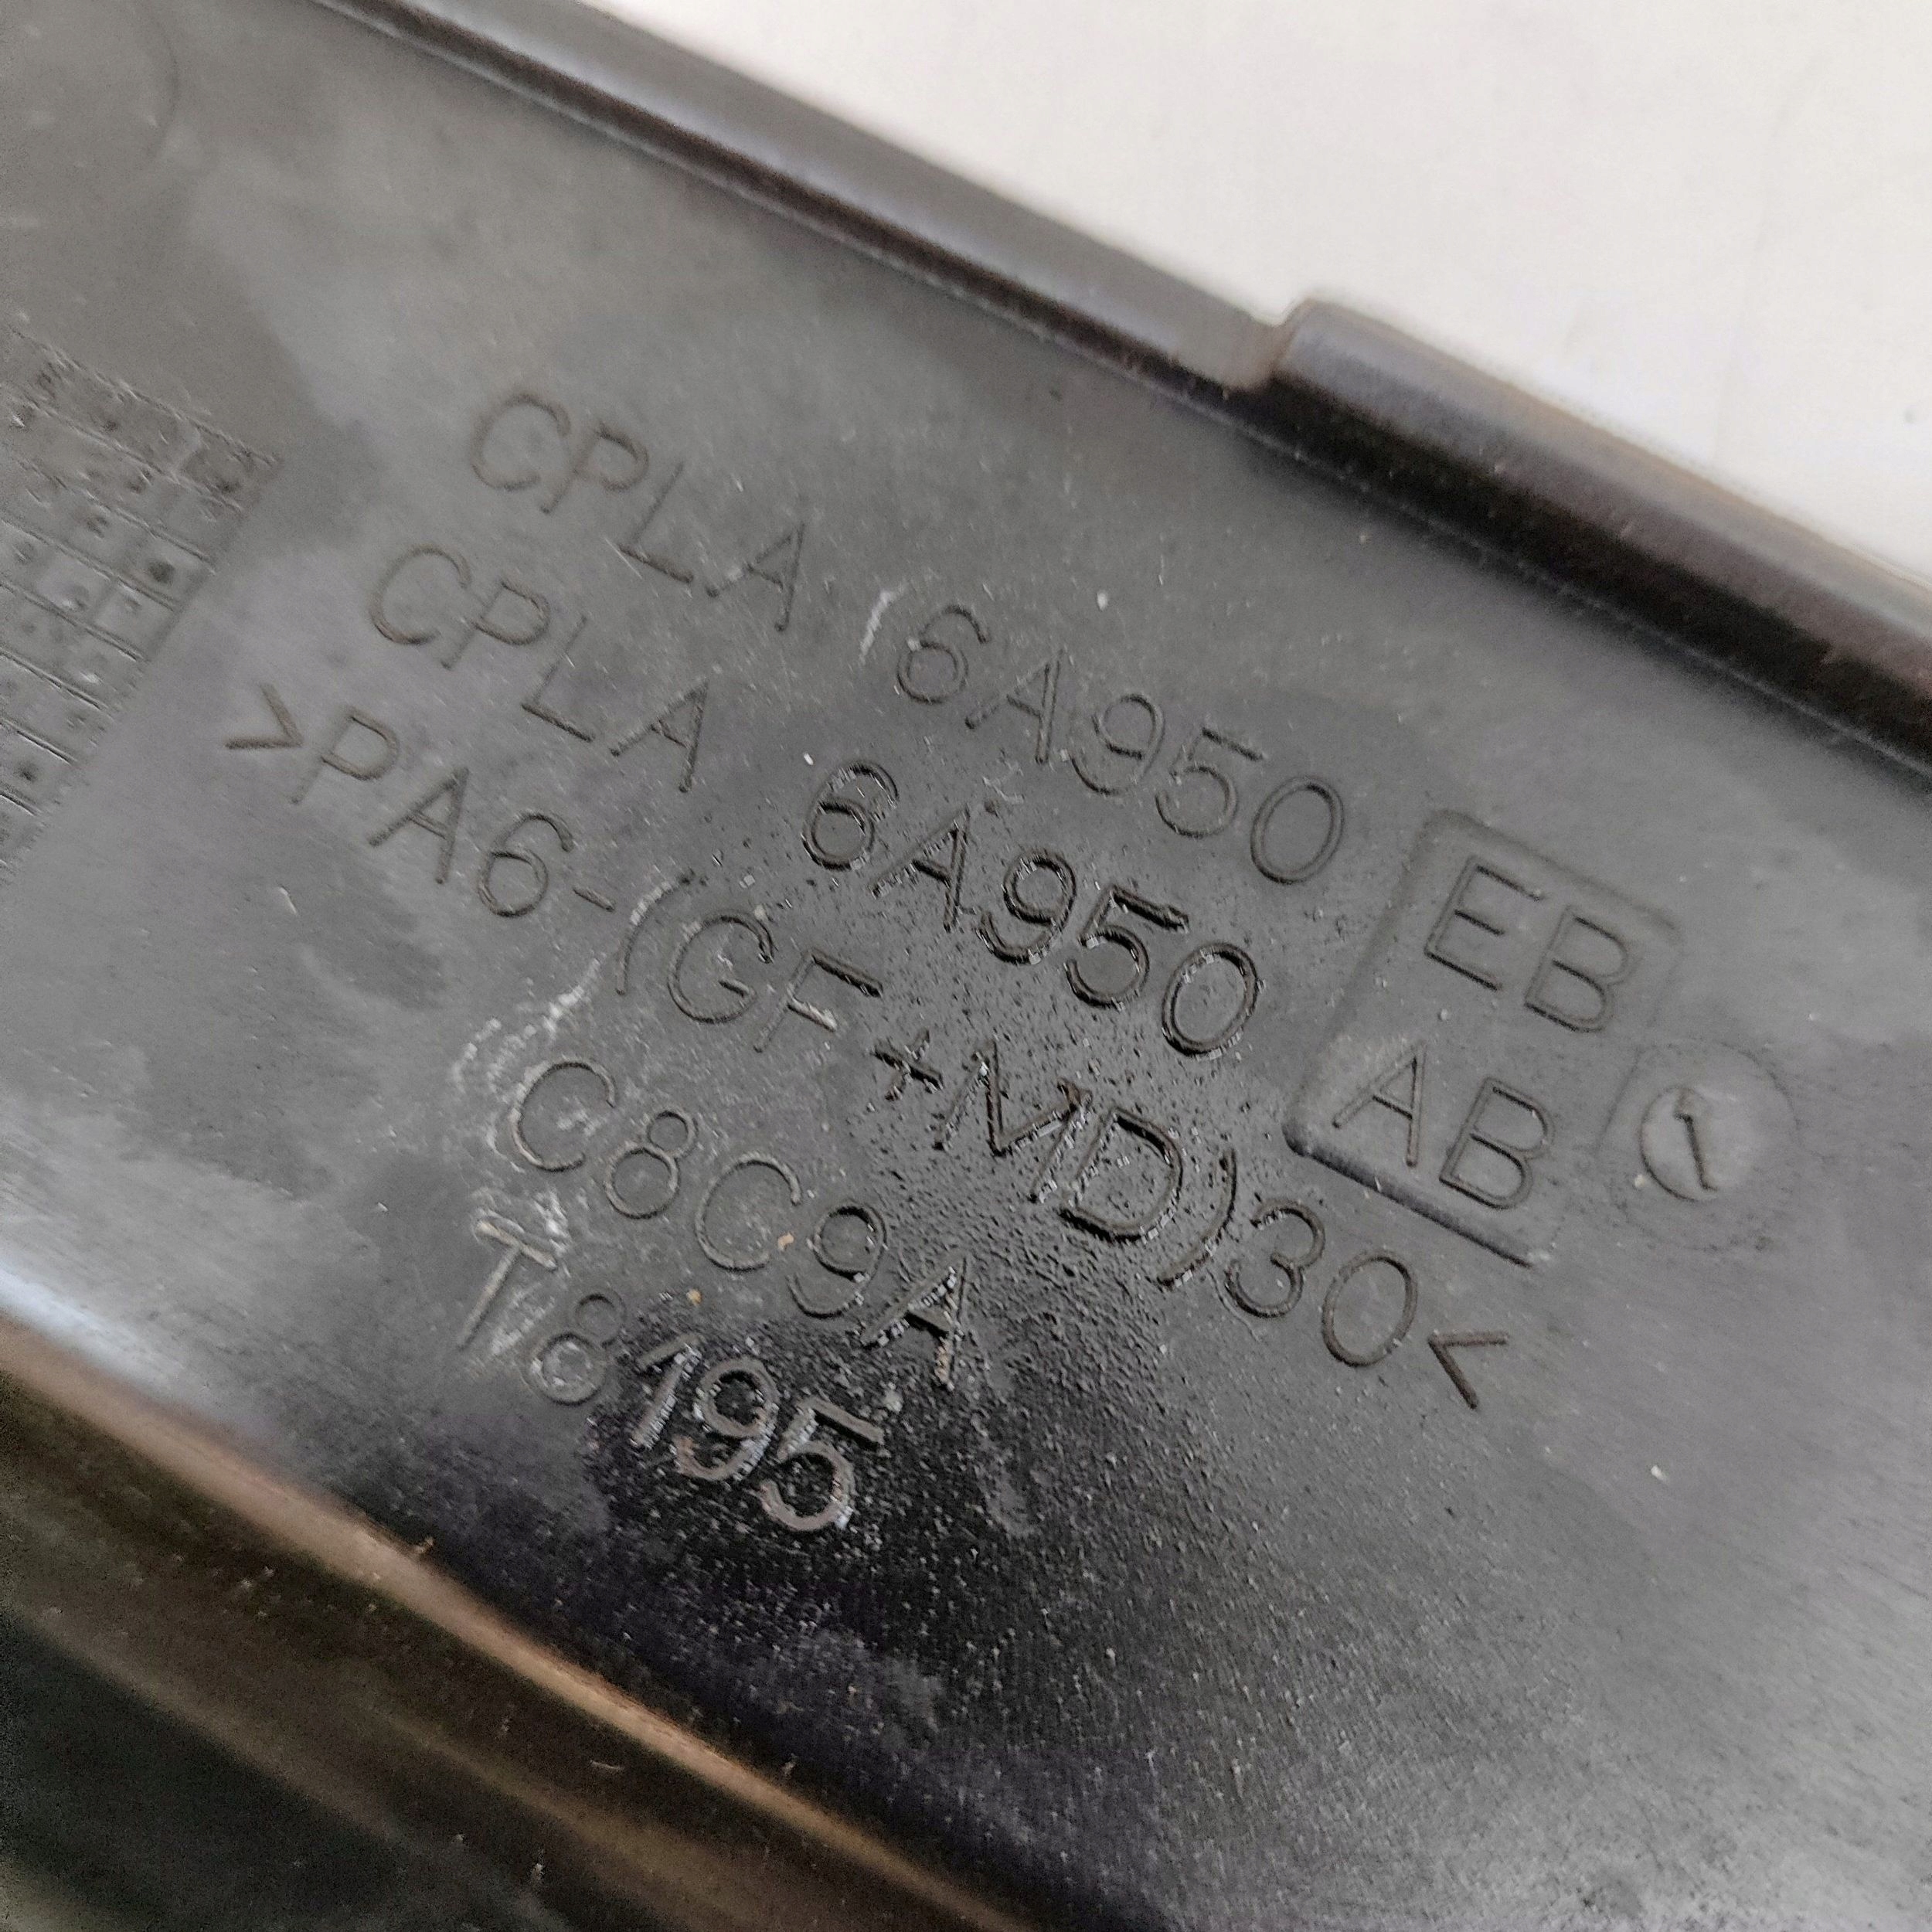 CPLA 6A950 EB
CPLA 6A950 AB
>PA6-(GF+MD)30<
C8C9A
T8195